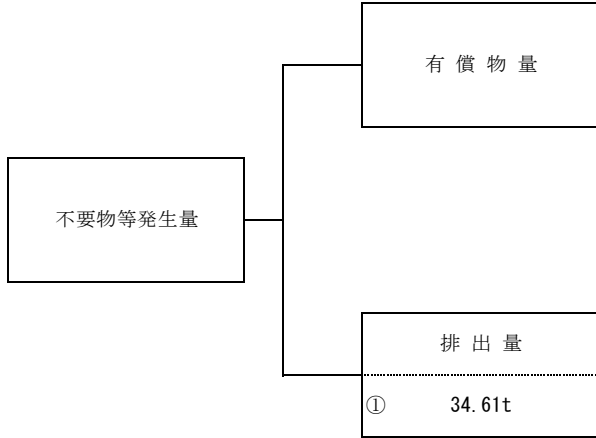 有 償 物 量
不要物等発生量
排 出 量
① 34.61t